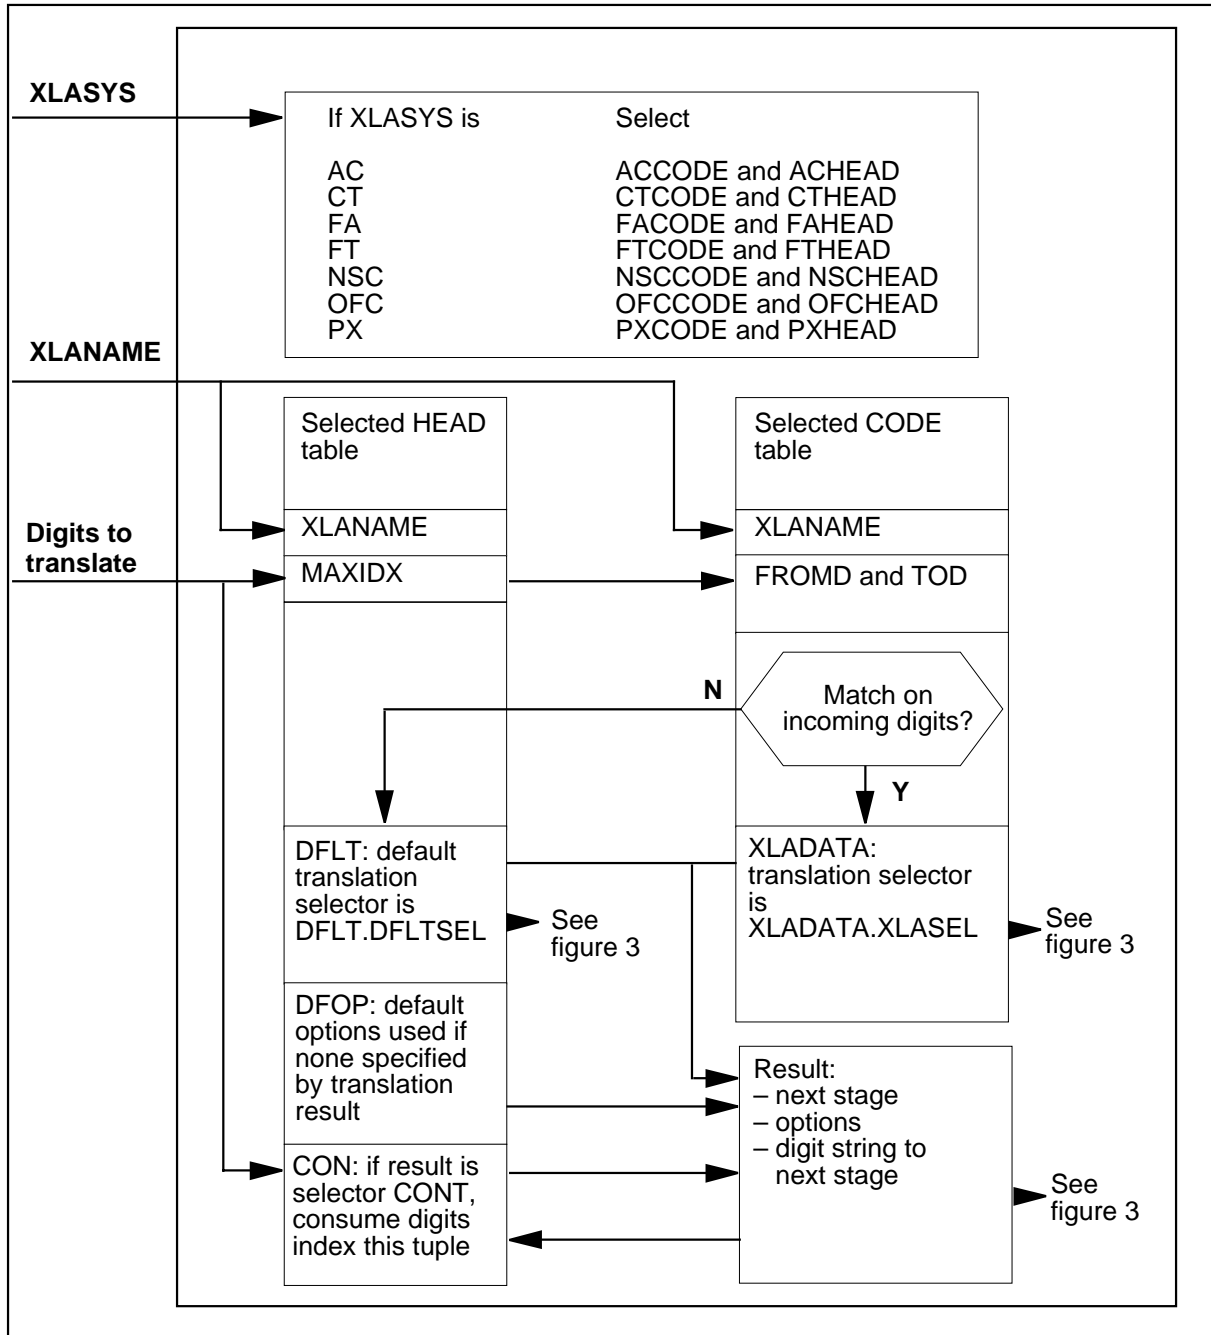 XLASYS
If XLASYS is Select
AC ACCODE and ACHEAD
CT CTCODE and CTHEAD
FA FACODE and FAHEAD
FT FTCODE and FTHEAD
NSC NSCCODE and NSCHEAD
OFC OFCCODE and OFCHEAD
PX PXCODE and PXHEAD
XLANAME
Selected HEAD
table
Selected CODE
table
Digits to
translate
XLANAME
XLANAME
MAXIDX
FROMD and TOD
N
Match on
incoming digits?
Y
DFLT: default
translation
selector is
DFLT.DFLTSEL
See
figure 3
XLADATA:
translation selector
is
XLADATA.XLASEL
See
figure 3
DFOP: default
options used if
none specified
by translation
result
Result:
– next stage
– options
– digit string to
next stage
See
figure 3
CON: if result is
selector CONT,
consume digits
index this tuple